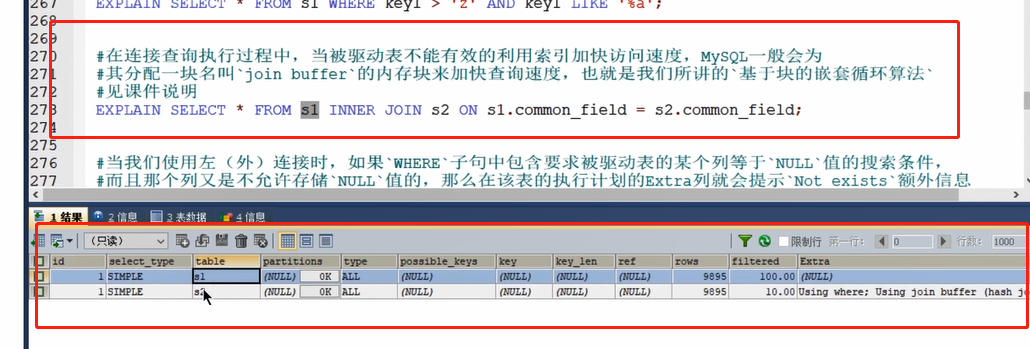 267 EXPLAIN SELECT * FROM s1 WHERE key1 > 'z' AND key1 LIKE '%a';
268
269
270 #在连接查询执行过程中，当被驱动表不能有效的利用索引加快访问速度，MySQL一般会为
271 #其分配一块名叫`join buffer`的内存块来加快查询速度，也就是我们所讲的`基于块的嵌套循环算法`
272 #见课件说明
273 EXPLAIN SELECT * FROM s1 INNER JOIN s2 ON s1.common_field = s2.common_field;
274
275
276 #当我们使用左（外）连接时，如果`WHERE`子句中包含要求被驱动表的某个列等于`NULL`值的搜索条件，
277 #而且那个列又是不允许存储`NULL`值的，那么在该表的执行计划的Extra列就会提示`Not exists`额外信息
1 结果 2 信息 3 表数据 4 信息
（只读） 限制行 第一行： 0 行数： 1000
id select_type table partitions type possible_keys key key_len ref rows filtered Extra
1 SIMPLE s1 (NULL) 0K ALL (NULL) (NULL) (NULL) (NULL) 9895 100.00 (NULL)
1 SIMPLE s2 (NULL) 0K ALL (NULL) (NULL) (NULL) (NULL) 9895 10.00 Using where; Using join buffer (hash jo